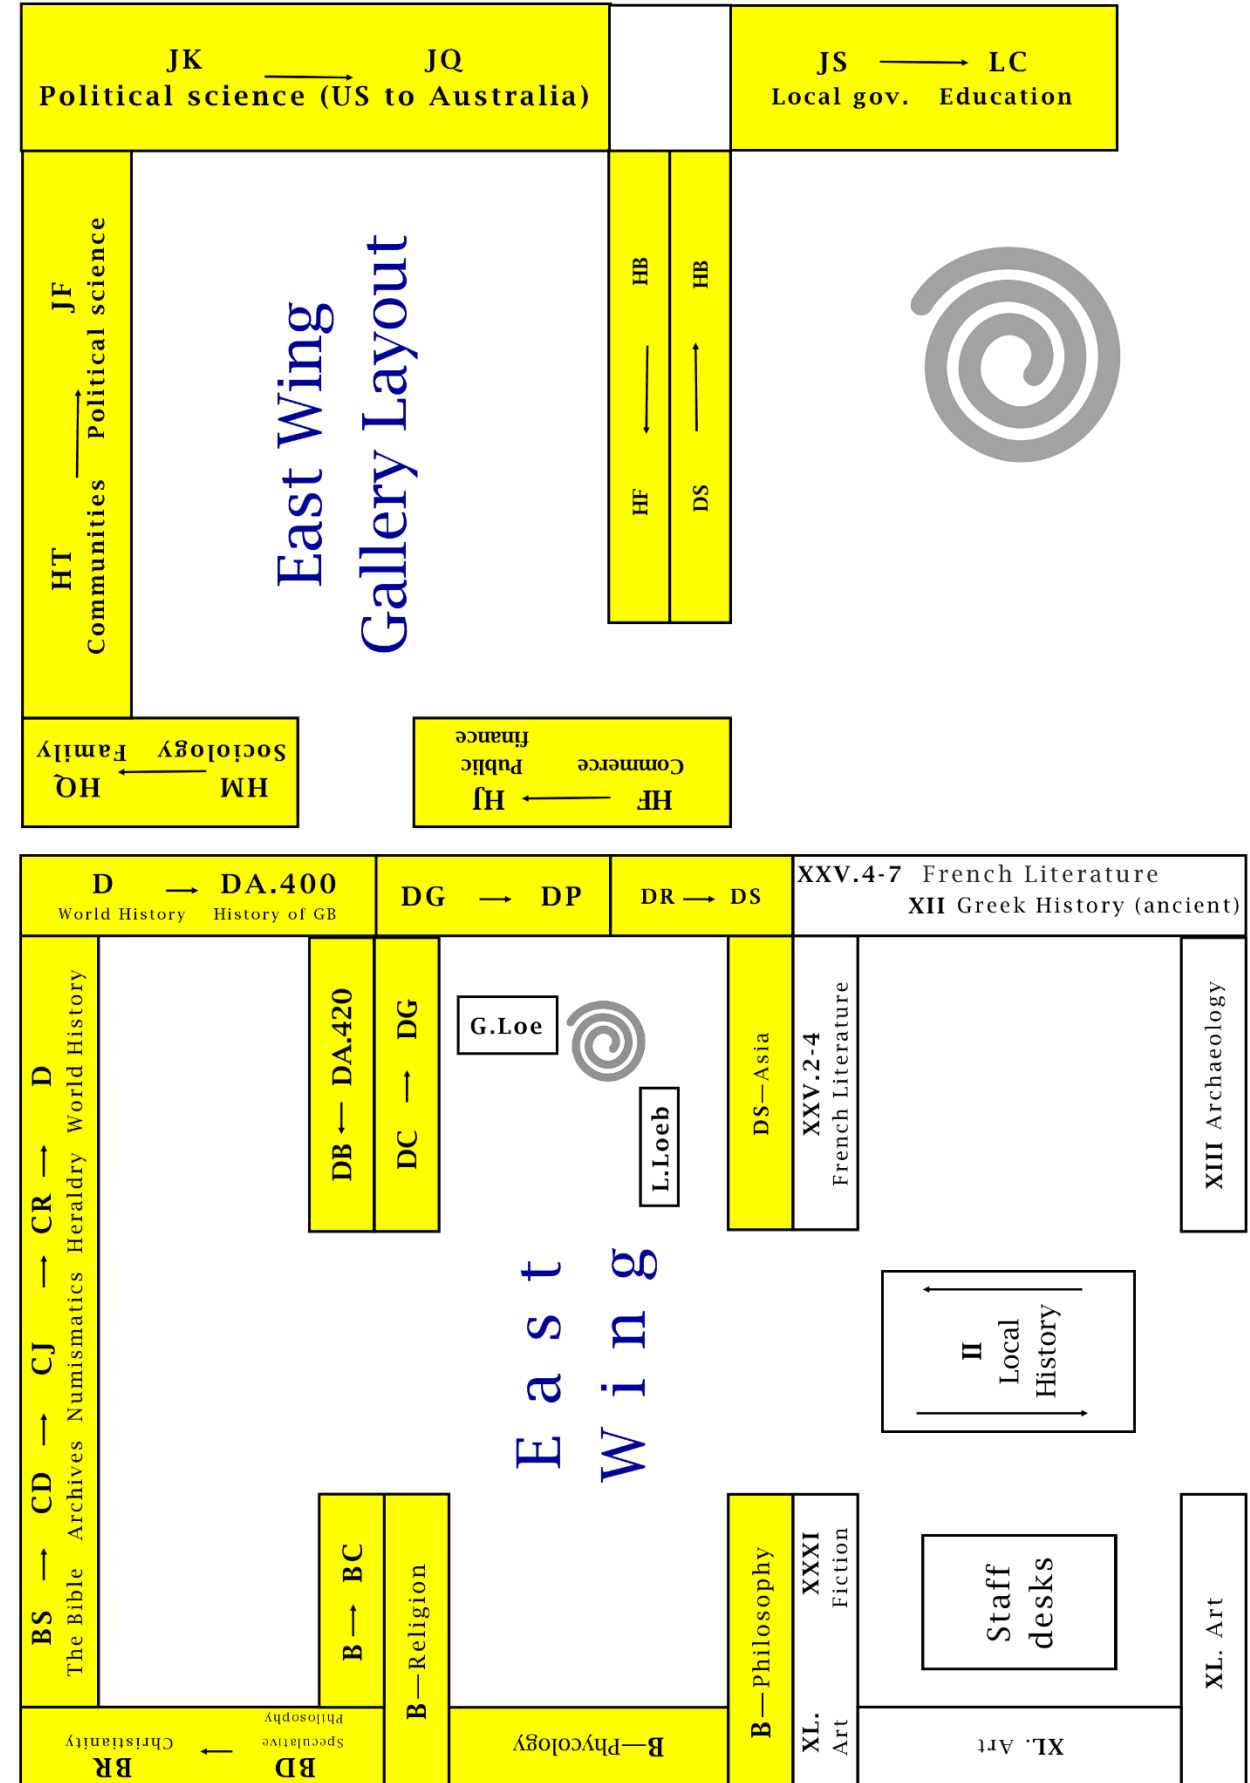 JK → JQ
Political science (US to Australia)
JS → LC
Local gov. Education
HT → JF
Communities Political science
East Wing
Gallery Layout
HB → HF
DS → HB
Sociology Family
HM → HQ
Commerce Public finance
HF → HJ
D → DA.400
World History History of GB
DG → DP
DR → DS
XXV.4-7 French Literature
XII Greek History (ancient)
BS → CD → CJ → CR → D
The Bible Archives Numismatics Heraldry World History
DB ← DA.420
DC → DG
G.Loe
L.Loeb
DS—Asia
XXV.2-4
French Literature
XIII Archaeology
East
Wing
II
Local
History
B → BC
B—Religion
B—Philosophy
XXXI
Fiction
XL.
Art
Staff
desks
XL. Art
Speculative Philosophy
Christianity
BD → BR
B—Phycology
XL. Art